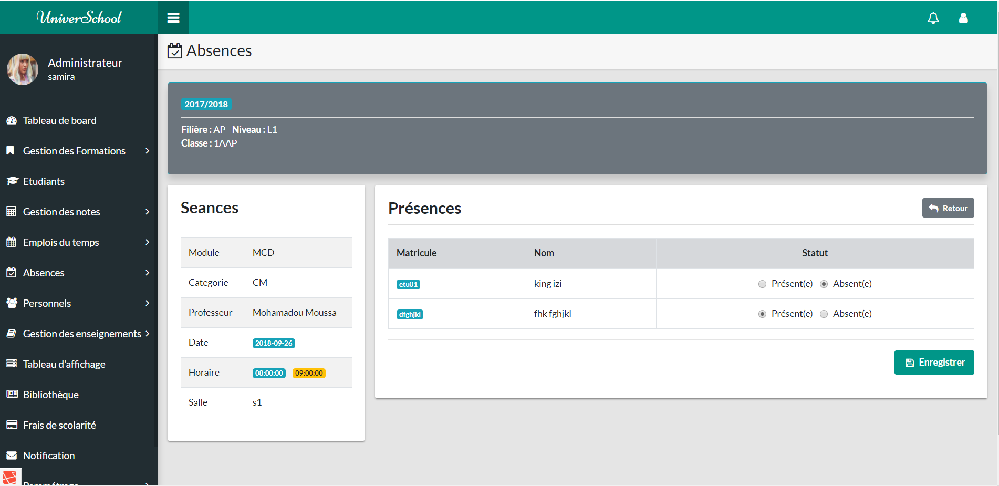 UniverSchool
Absences
Administrateur
samira
Tableau de board
Gestion des Formations
Etudiants
Gestion des notes
Emplois du temps
Absences
Personnels
Gestion des enseignements
Tableau d'affichage
Bibliothèque
Frais de scolarité
Notification
Paramétrage
2017/2018
Filière : AP - Niveau : L1
Classe : 1AAP
Seances
Module MCD
Categorie CM
Professeur Mohamadou Moussa
Date 2018-09-26
Horaire 08:00:00 - 09:00:00
Salle s1
Présences
Retour
Matricule Nom Statut
etu01 king izi Présent(e) Absent(e)
dfghjkl fhk fghjkl Présent(e) Absent(e)
Enregistrer